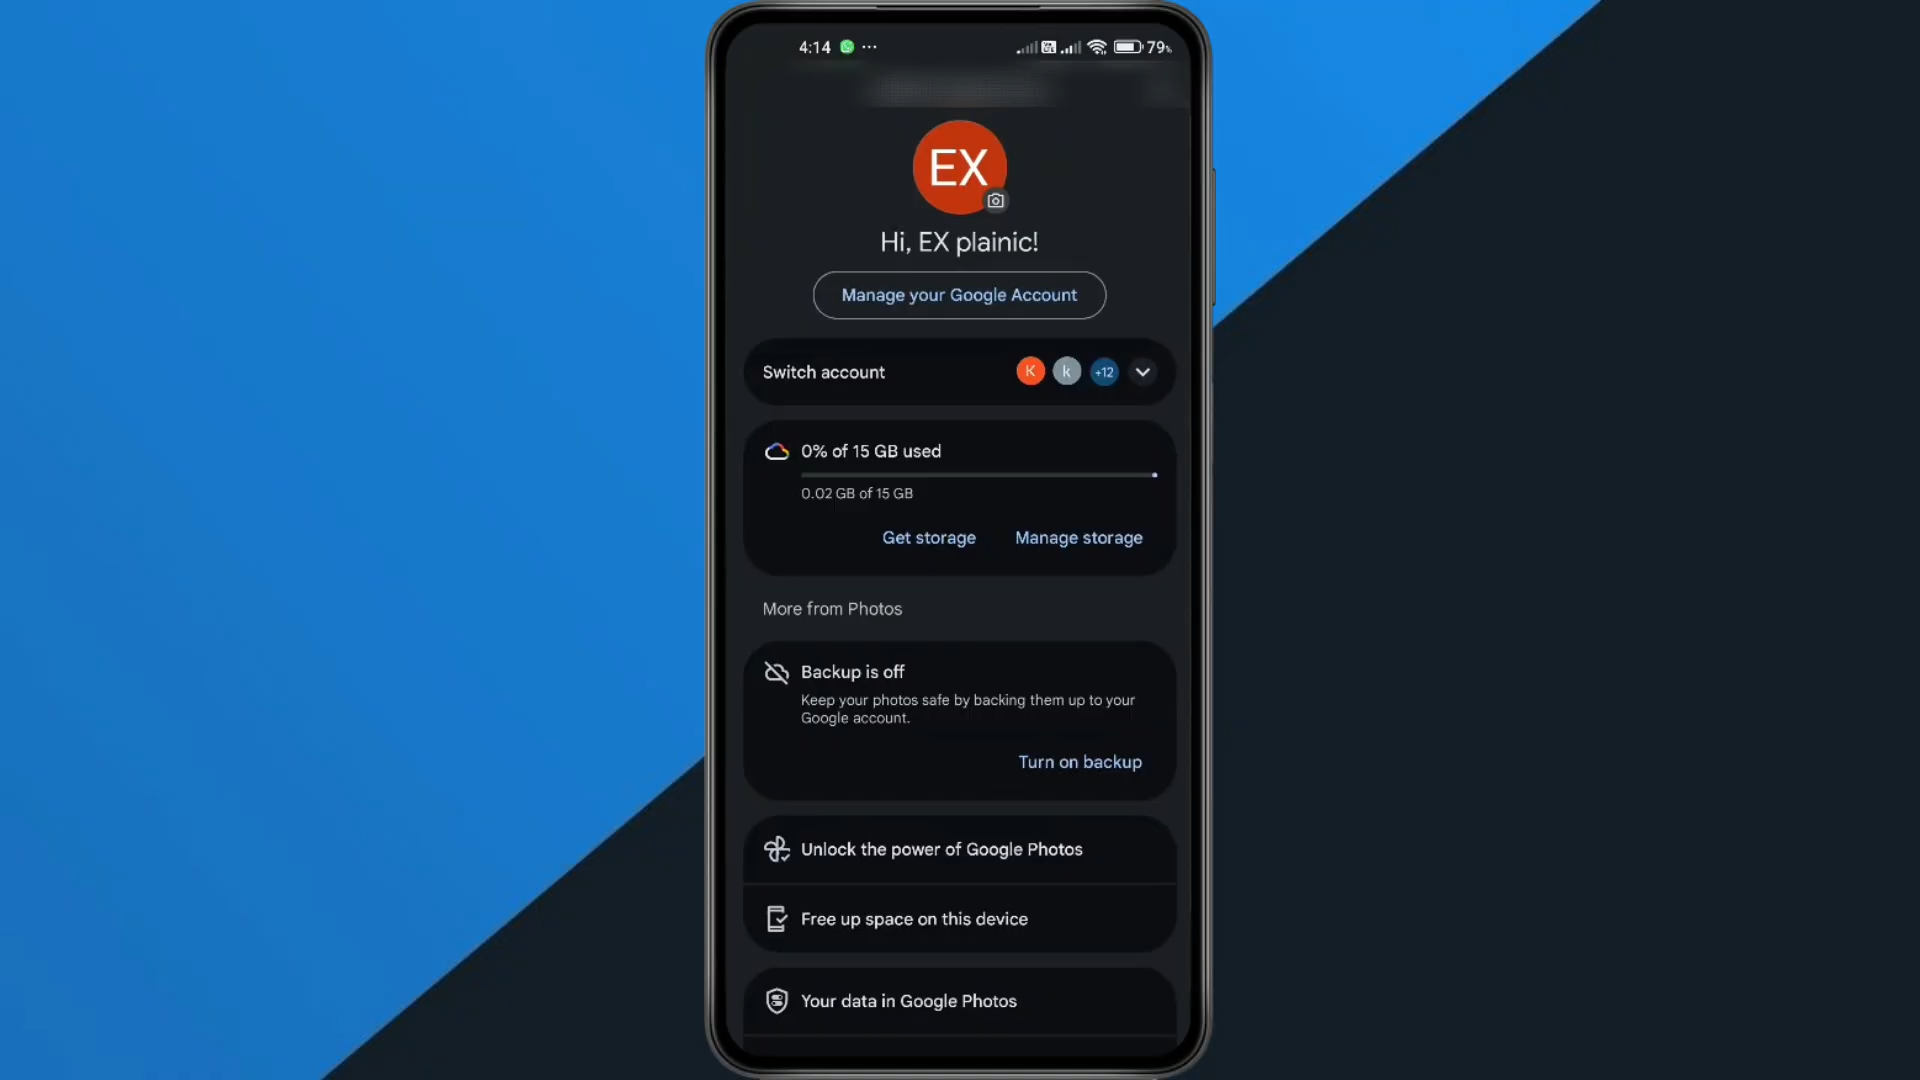 4:14 79%
EX
Hi, EX plainic!
Manage your Google Account
Switch account K k +12
0% of 15 GB used
0.02 GB of 15 GB
Get storage Manage storage
More from Photos
Backup is off
Keep your photos safe by backing them up to your
Google account.
Turn on backup
Unlock the power of Google Photos
Free up space on this device
Your data in Google Photos